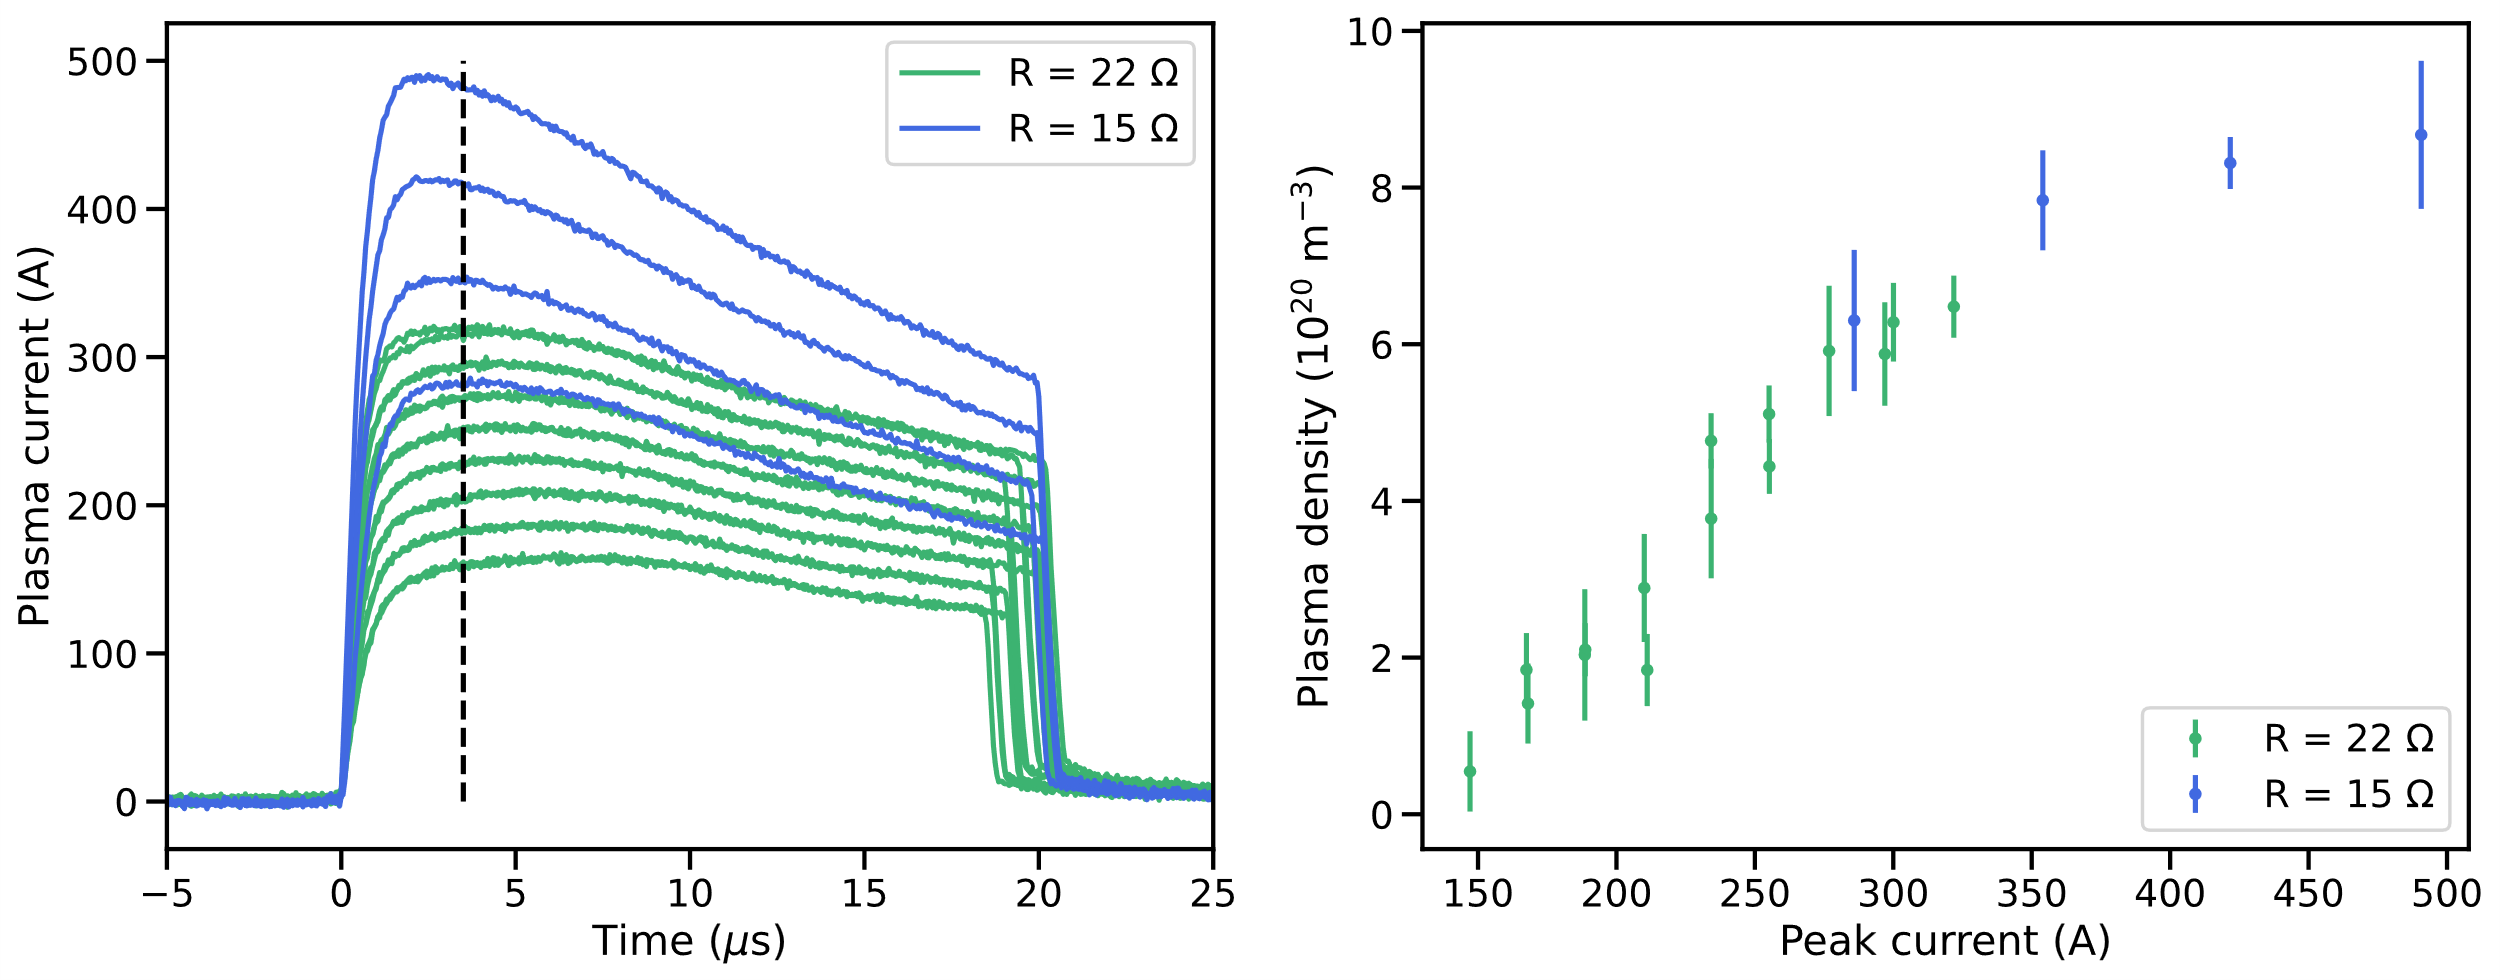 500
400
300
200
100
0
−5 0 5 10 15 20 25
Plasma current (A)
Time (μs)
R = 22 Ω
R = 15 Ω
10
8
6
4
2
0
150 200 250 300 350 400 450 500
Plasma density (10²⁰ m⁻³)
Peak current (A)
R = 22 Ω
R = 15 Ω